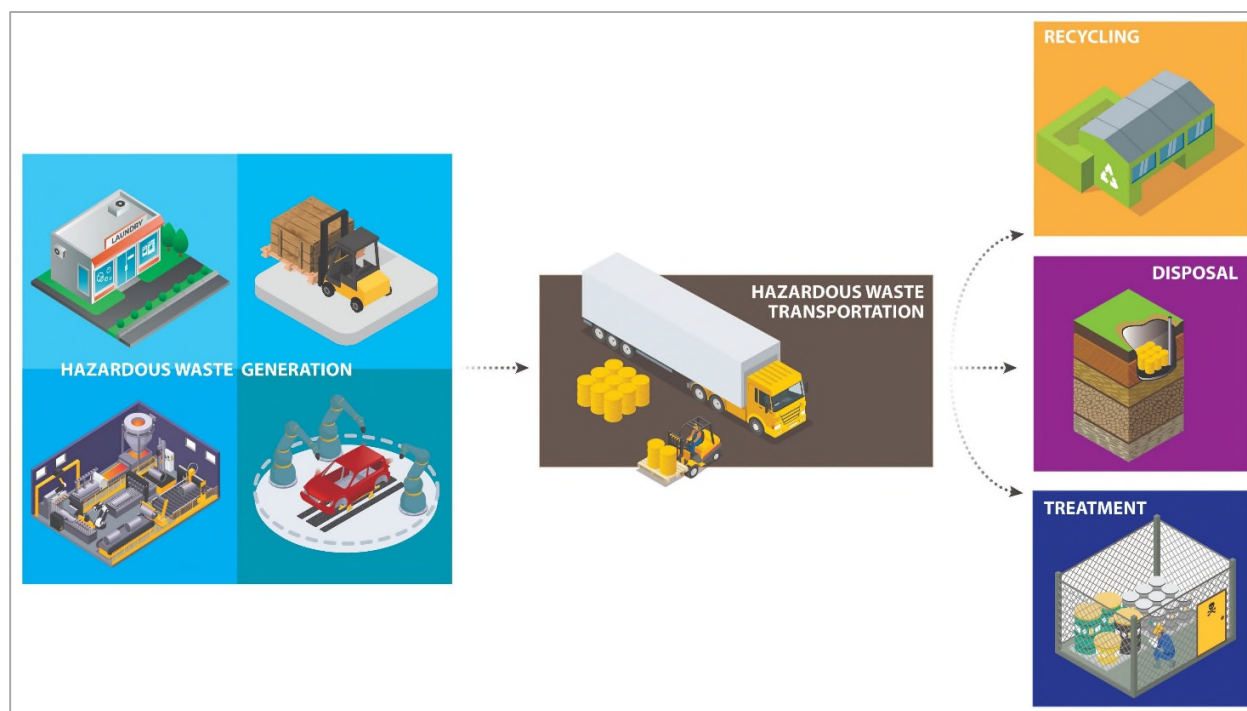 HAZARDOUS WASTE GENERATION
LAUNDRY
HAZARDOUS WASTE
TRANSPORTATION
RECYCLING
DISPOSAL
TREATMENT